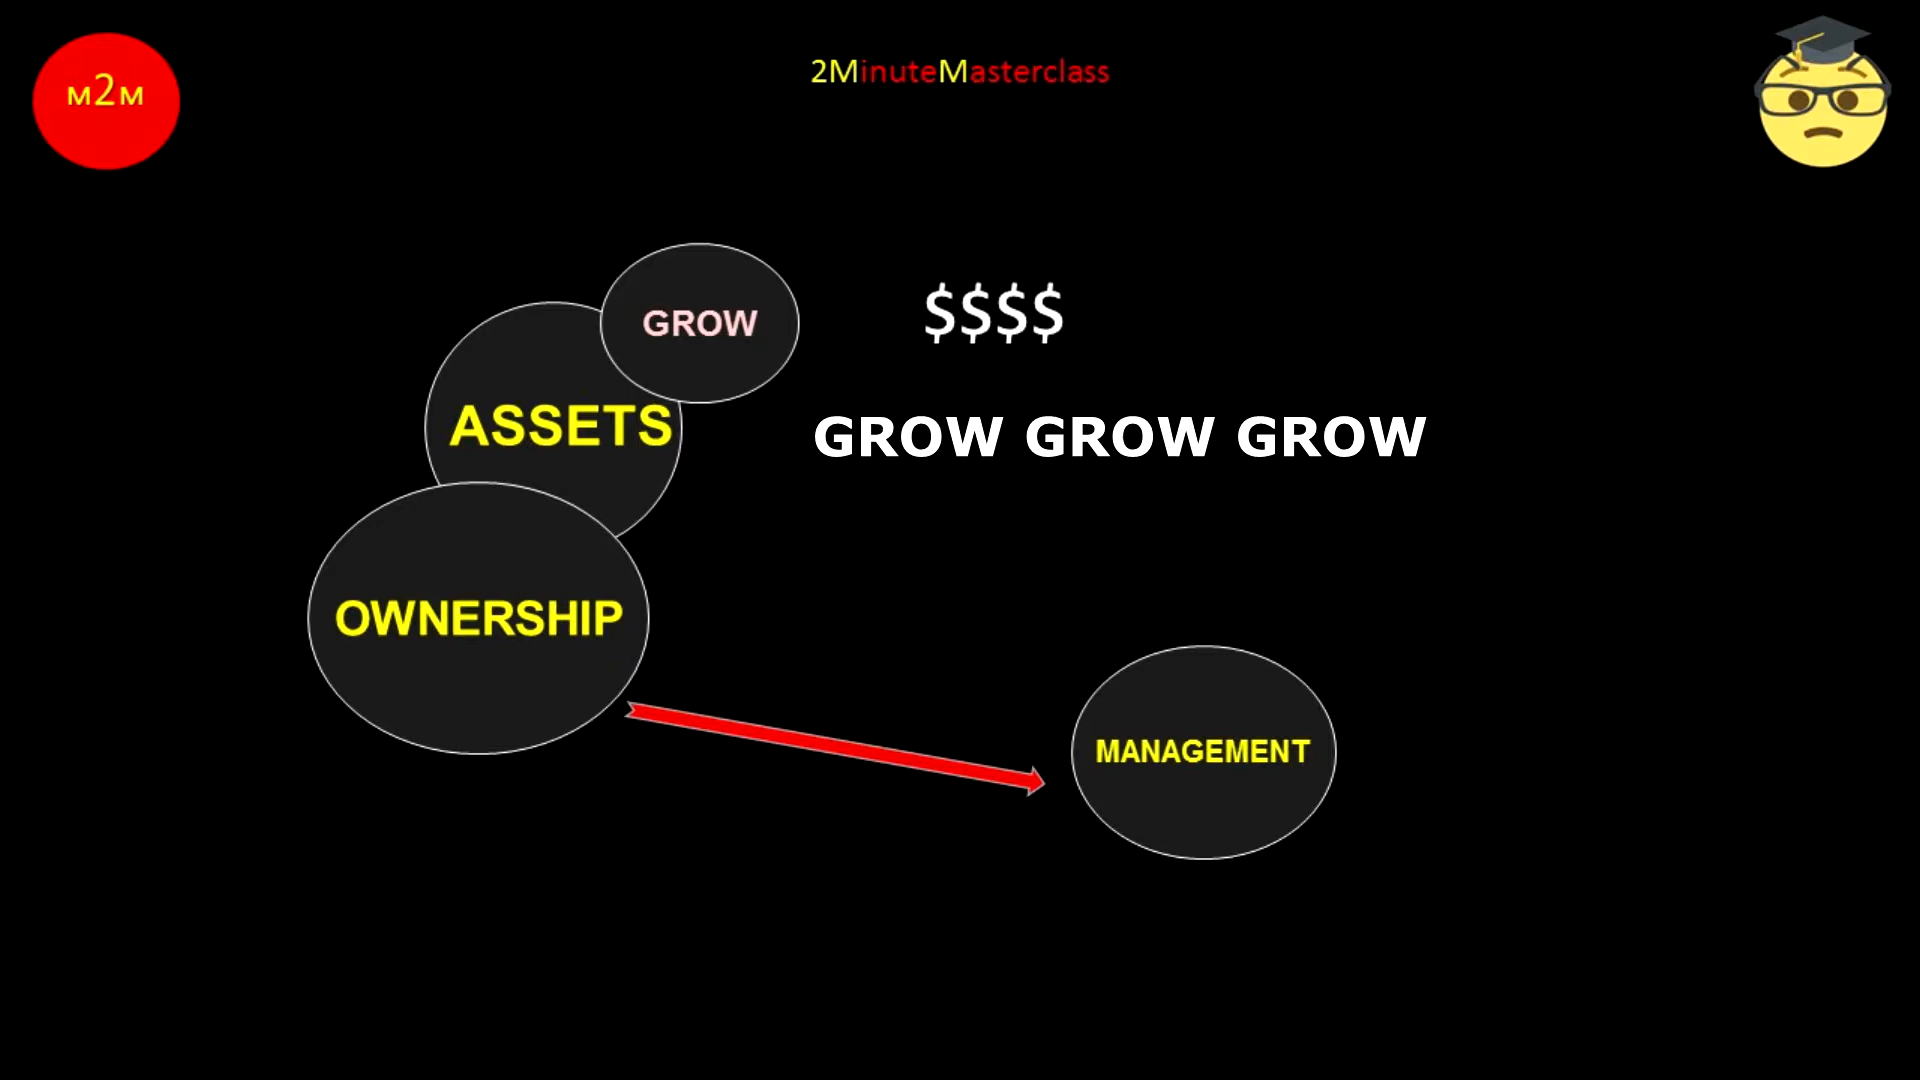 M2M
2MinuteMasterclass
GROW
$$$$
ASSETS
GROW GROW GROW
OWNERSHIP
MANAGEMENT